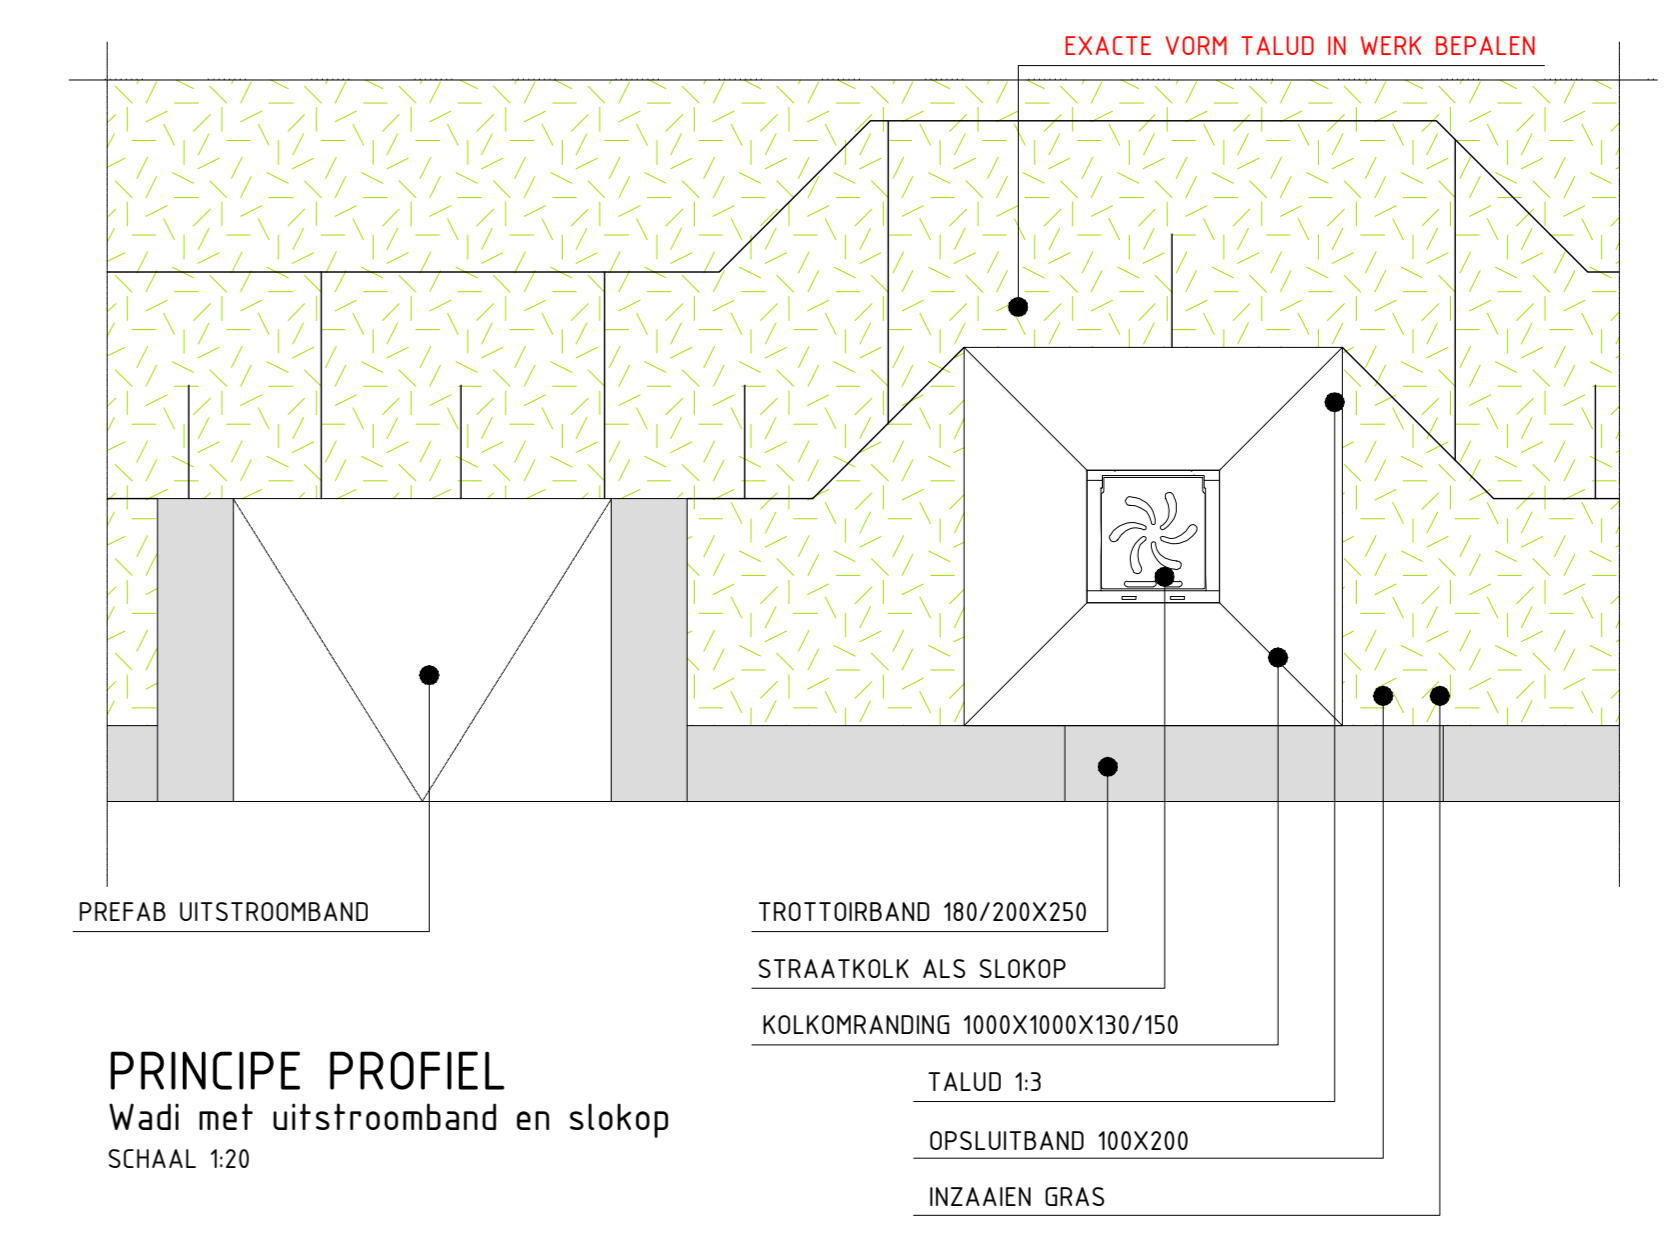 EXACTE VORM TALUD IN WERK BEPALEN
PREFAB UITSTROOMBAND
TROTTOIRBAND 180/200X250
STRAATKOLK ALS SLOKOP
KOLKOMRANDING 1000X1000X130/150
TALUD 1:3
OPSLUITBAND 100X200
INZAAIEN GRAS
PRINCIPE PROFIEL
Wadi met uitstroomband en slokop
SCHAAL 1:20